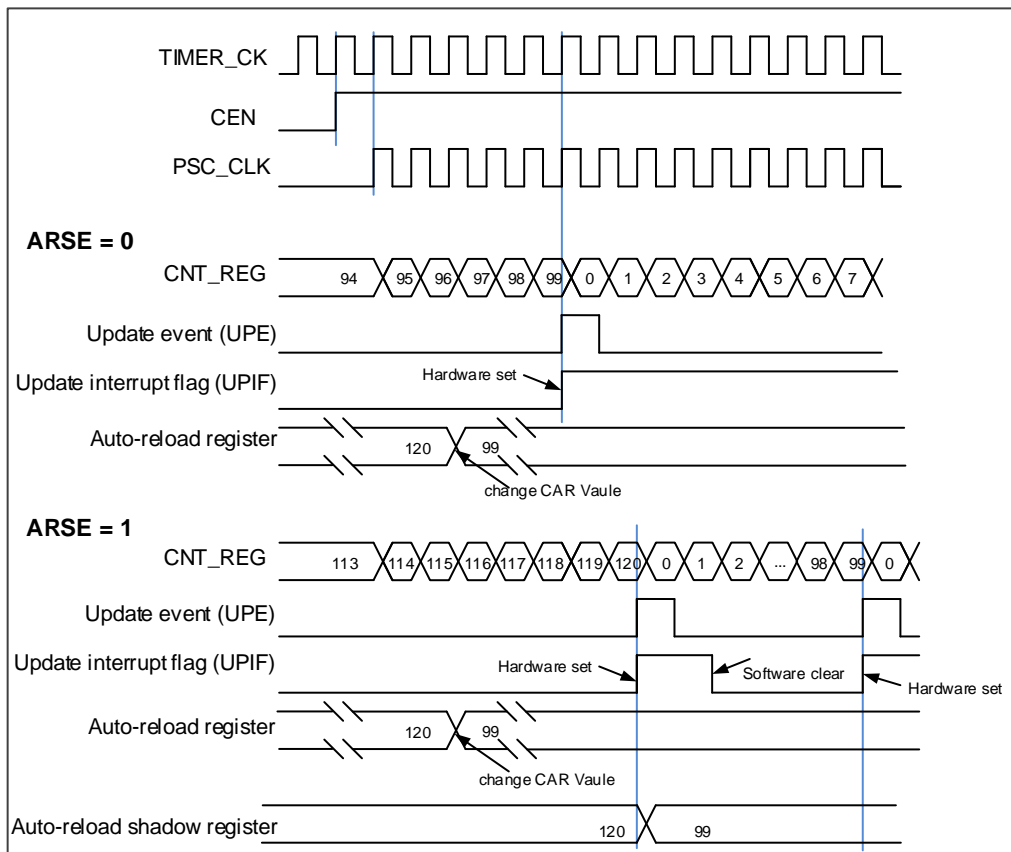 TIMER_CK
CEN
PSC_CLK
ARSE = 0
CNT_REG 94 95 96 97 98 99 0 1 2 3 4 5 6 7
Update event (UPE)
Hardware set
Update interrupt flag (UPIF)
Auto-reload register
120 99
change CAR Vaule
ARSE = 1
CNT_REG 113 114 115 116 117 118 119 120 0 1 2 ... 98 99 0
Update event (UPE)
Update interrupt flag (UPIF) Hardware set Software clear
Hardware set
Auto-reload register
120 99
change CAR Vaule
Auto-reload shadow register 120 99